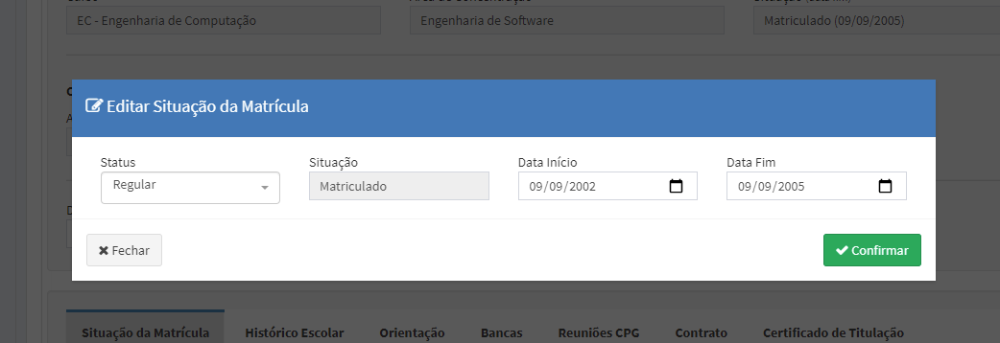 EC - Engenharia de Computação
Engenharia de Software
Matriculado (09/09/2005)
Editar Situação da Matrícula
Status
Situação
Data Início
Data Fim
Regular
Matriculado
09/09/2002
09/09/2005
Fechar
Confirmar
Situação da Matrícula
Histórico Escolar
Orientação
Bancas
Reuniões CPG
Contrato
Certificado de Titulação